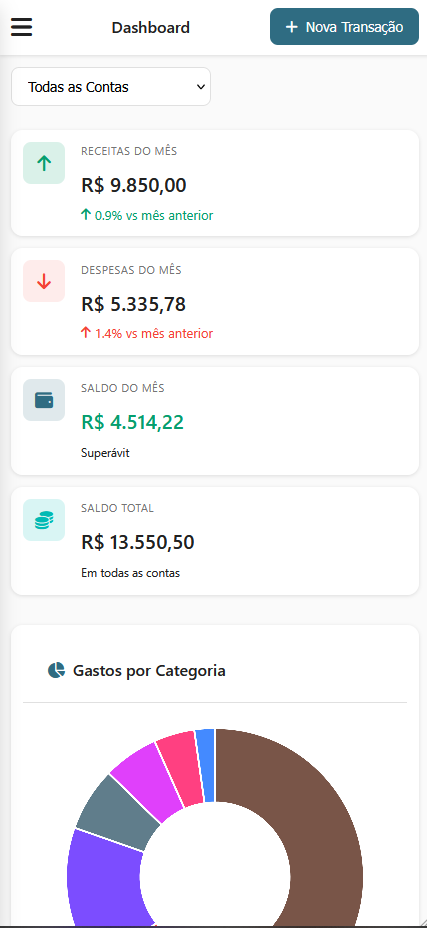 Dashboard
Nova Transação
Todas as Contas
RECEITAS DO MÊS
R$ 9.850,00
0.9% vs mês anterior
DESPESAS DO MÊS
R$ 5.335,78
1.4% vs mês anterior
SALDO DO MÊS
R$ 4.514,22
Superávit
SALDO TOTAL
R$ 13.550,50
Em todas as contas
Gastos por Categoria